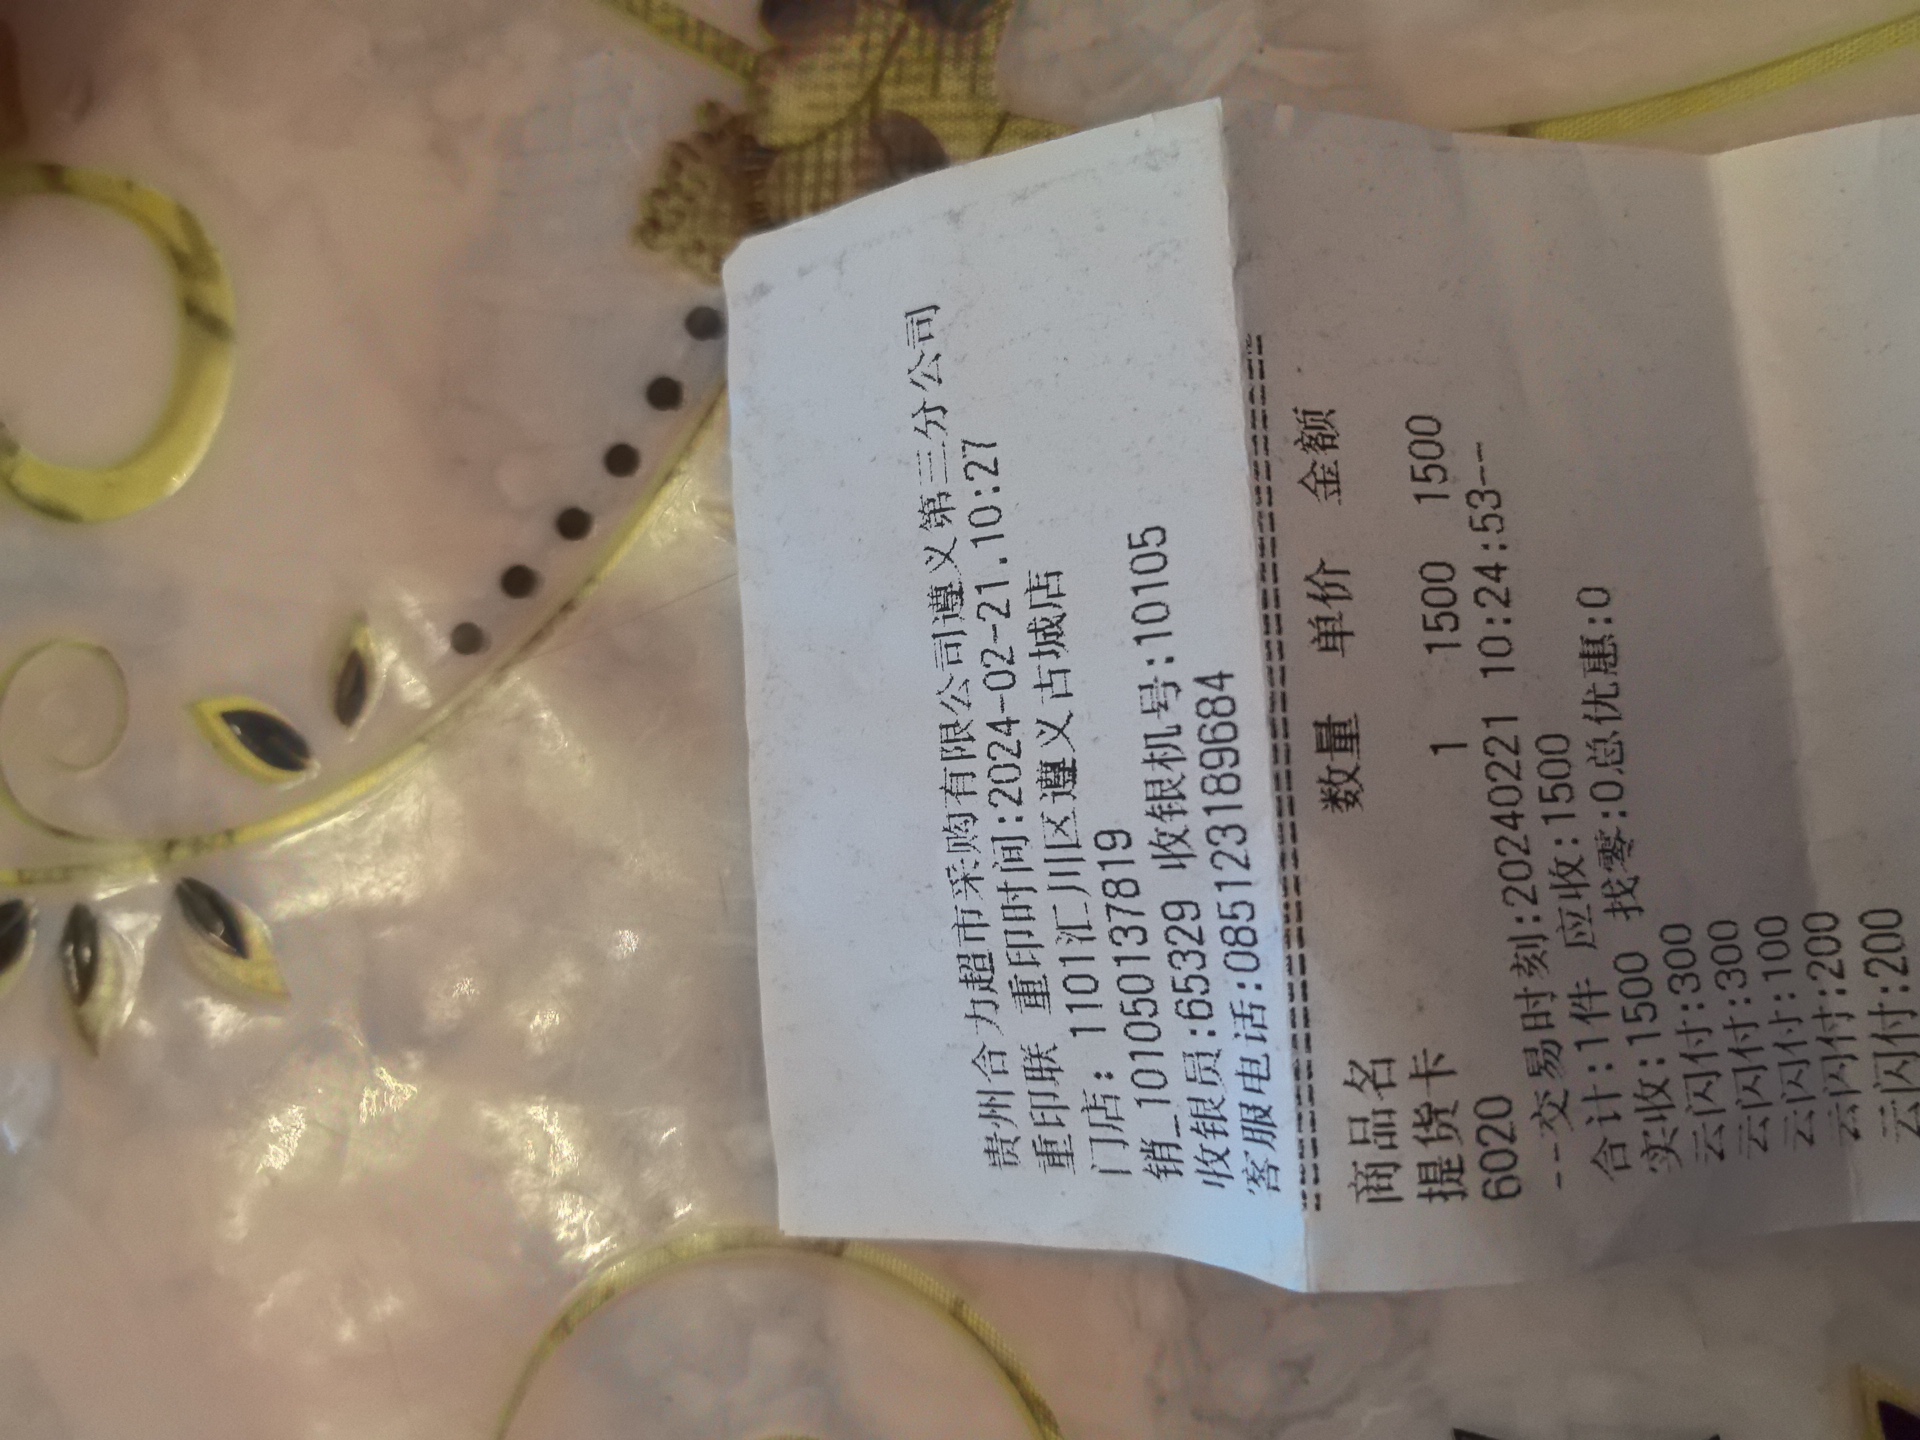 贵州合力超市采购有限公司遵义第三分公司
重印联 重印时间:2024-02-21.10:27
门店: 1101汇川区遵义古城店
销_1010501378​19
收银员:65329 收银机号:10105
客服电话:085123189684
商品名 数量 单价 金额
提货卡
6020 1 1500 1500
---交易时刻:20240221 10:24:53--
合计:1件 应收:1500
实收:1500 找零:0总优惠:0
云闪付:300
云闪付:300
云闪付:100
云闪付:200
云闪付:200